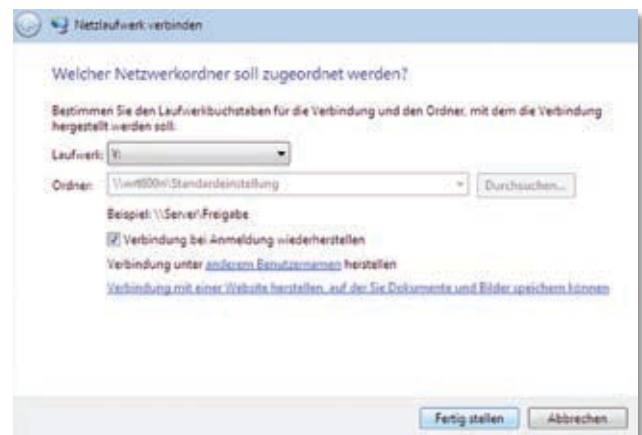 Netzlaufwerk verbinden
Welcher Netzwerkordner soll zugeordnet werden?
Bestimmen Sie den Laufwerkbuchstaben für die Verbindung und den Ordner, mit dem die Verbindung
hergestellt werden soll:
Laufwerk: Y:
Ordner: \\wrt600n\Standardeinstellung Durchsuchen...
Beispiel: \\Server\Freigabe
Verbindung bei Anmeldung wiederherstellen
Verbindung unter anderem Benutzernamen herstellen
Verbindung mit einer Website herstellen, auf der Sie Dokumente und Bilder speichern können
Fertig stellen Abbrechen